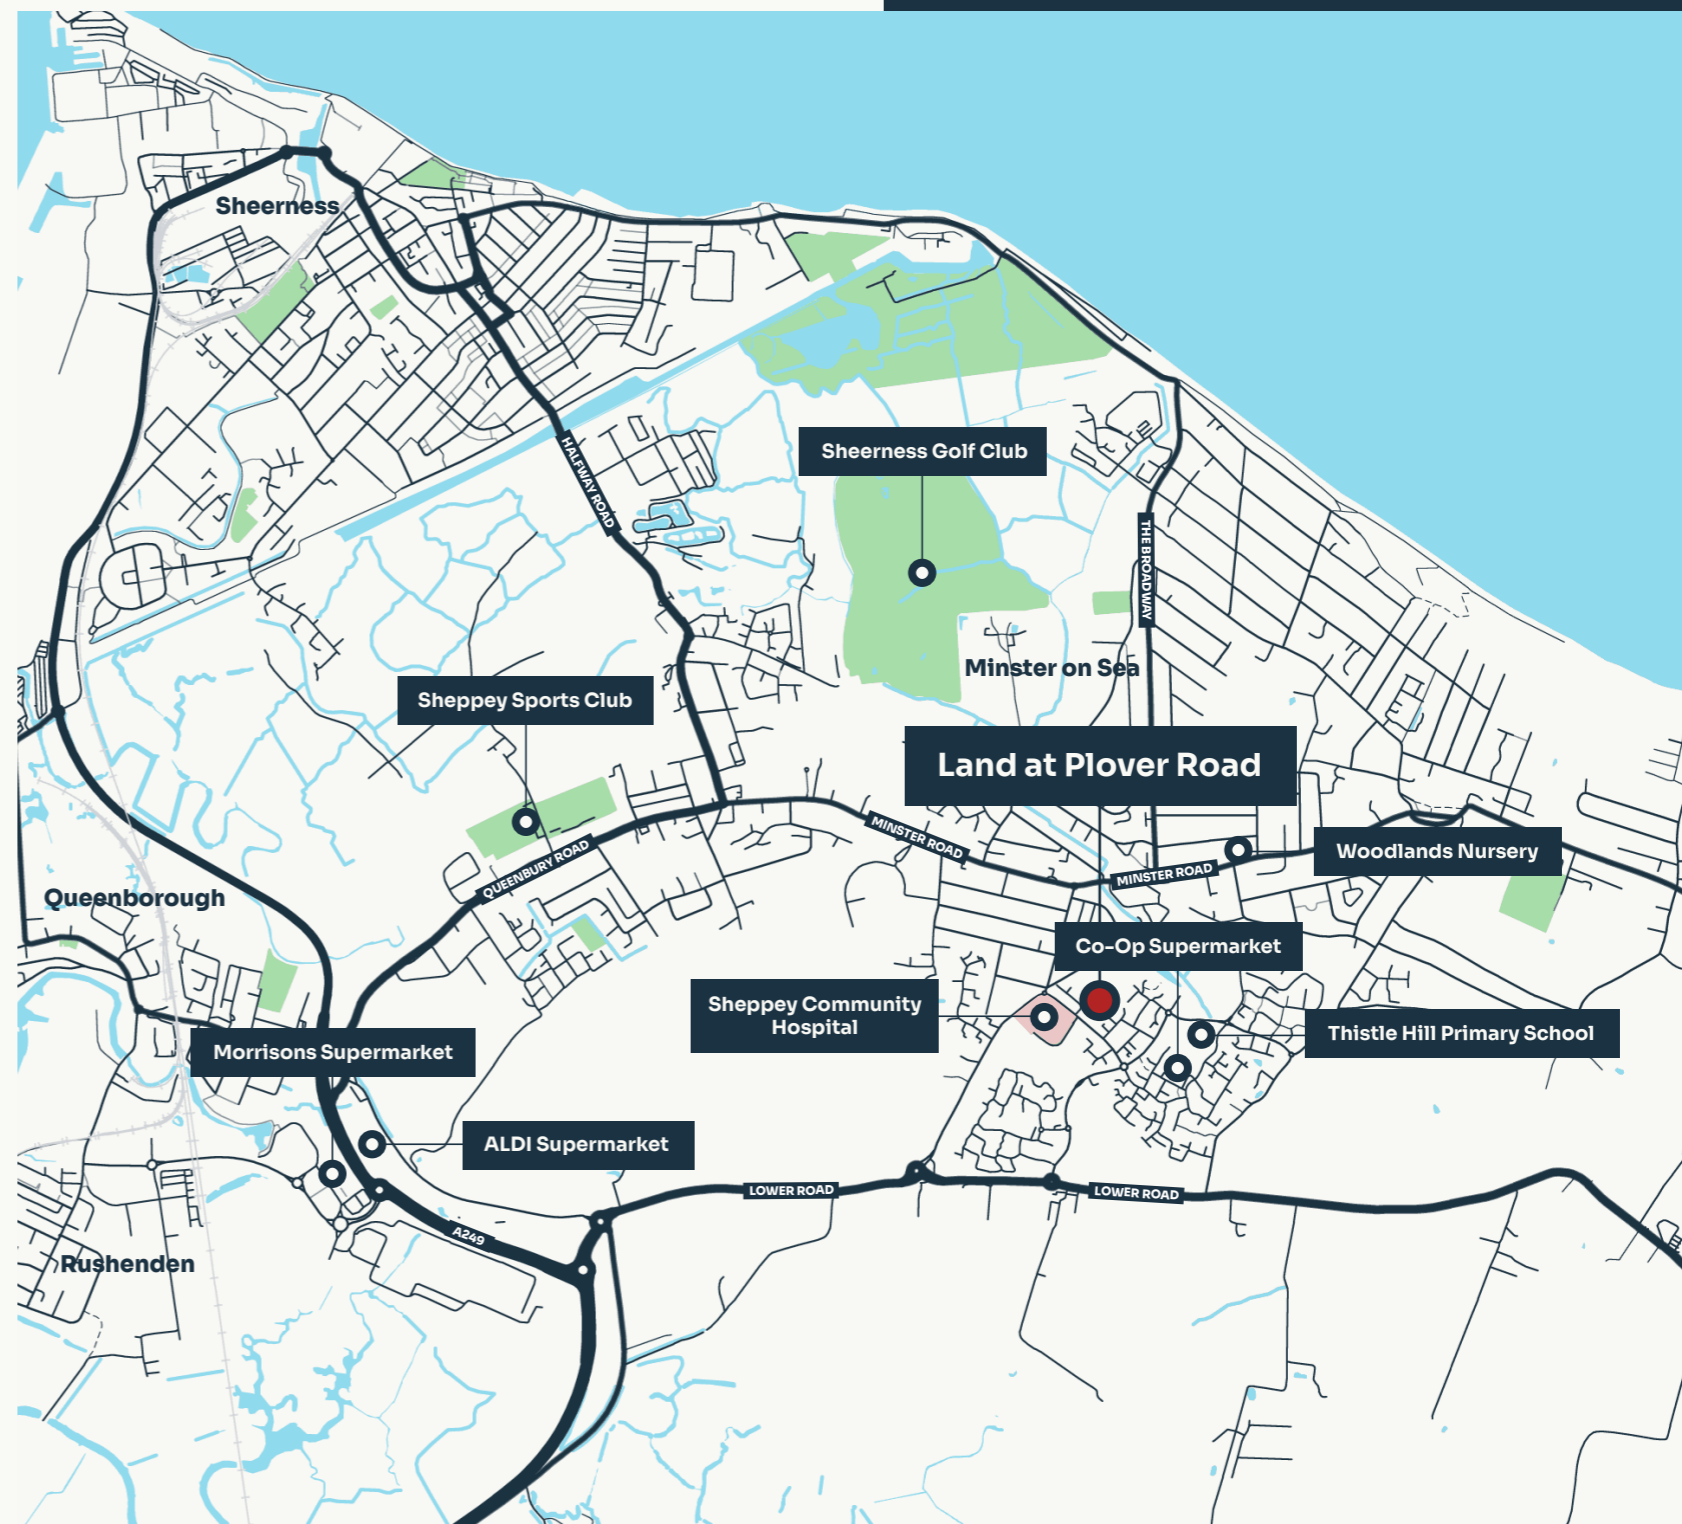 Sheerness
Sheerness Golf Club
HALFWAY ROAD
THE BROADWAY
Minster on Sea
Sheppey Sports Club
Land at Plover Road
MINSTER ROAD
QUEENBURY ROAD
MINSTER ROAD
Woodlands Nursery
Queenborough
Co-Op Supermarket
Sheppey Community
Hospital
Thistle Hill Primary School
Morrisons Supermarket
ALDI Supermarket
LOWER ROAD
LOWER ROAD
A249
Rushenden